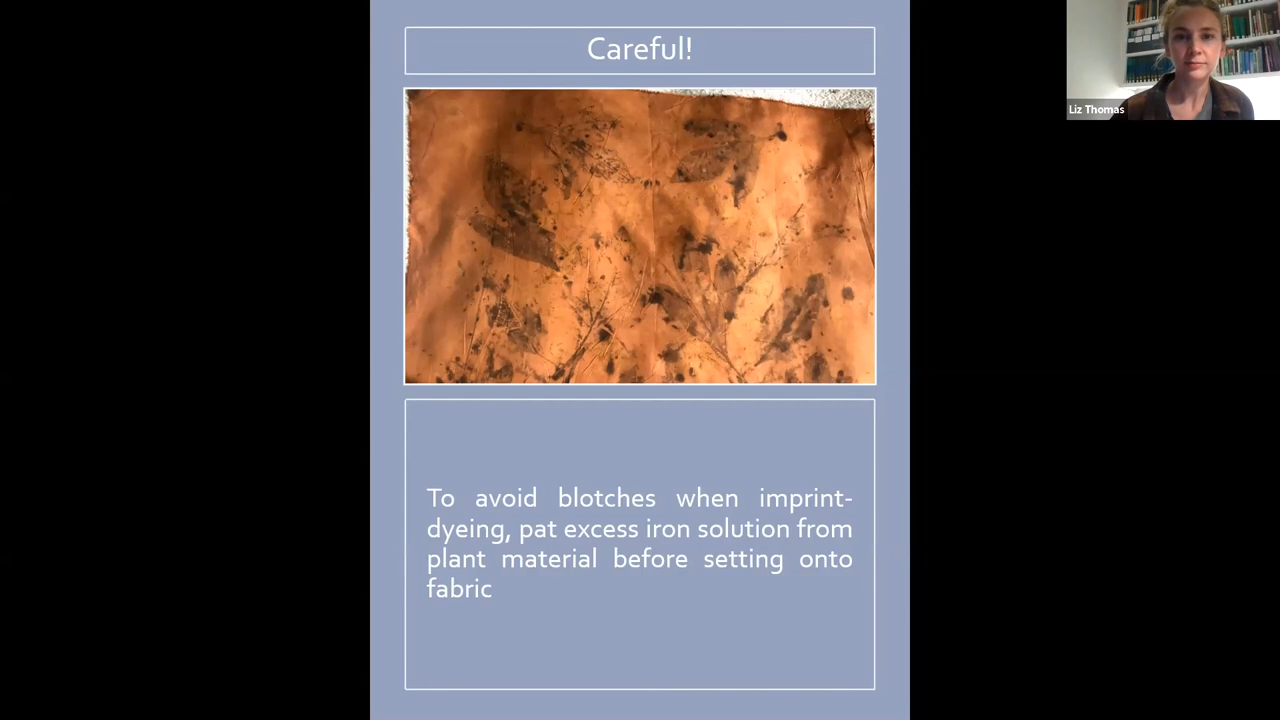 Careful!
Liz Thomas
To avoid blotches when imprint-
dyeing, pat excess iron solution from
plant material before setting onto
fabric